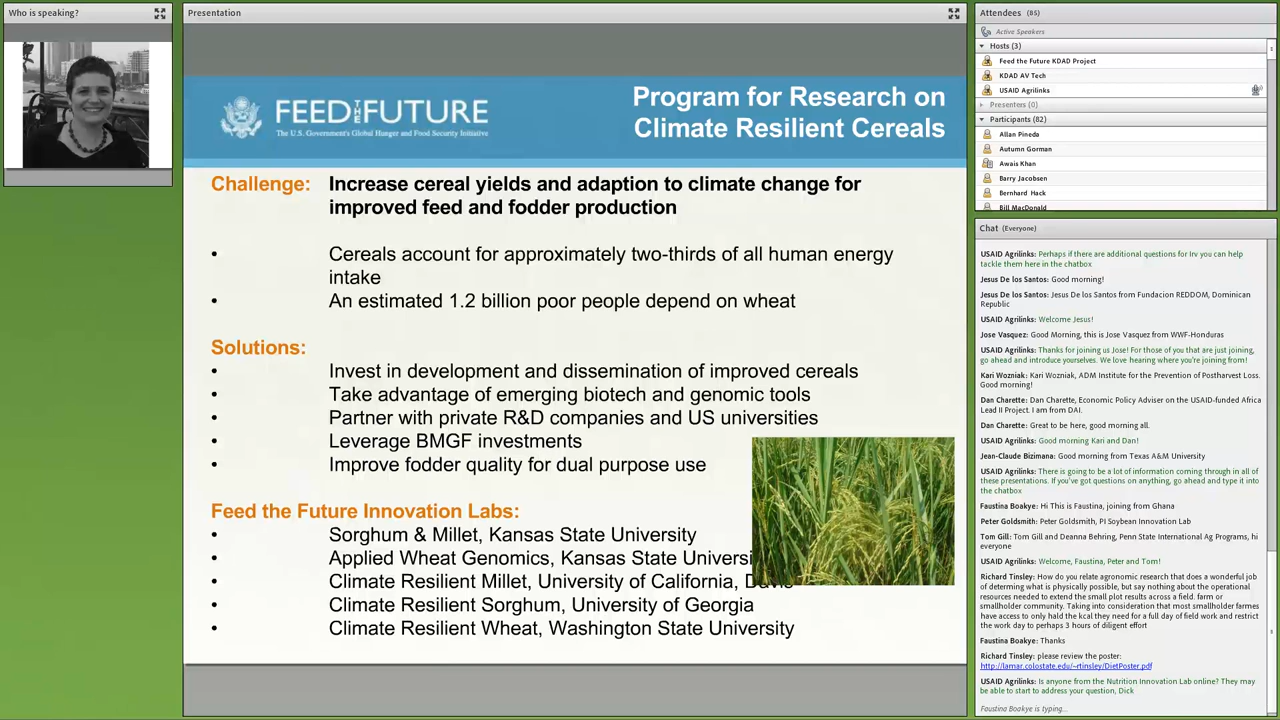 Who is speaking?
Presentation
FEED THE FUTURE
The U.S. Government's Global Hunger and Food Security Initiative
Program for Research on
Climate Resilient Cereals
Challenge: Increase cereal yields and adaption to climate change for
improved feed and fodder production
• Cereals account for approximately two-thirds of all human energy
intake
• An estimated 1.2 billion poor people depend on wheat
Solutions:
• Invest in development and dissemination of improved cereals
• Take advantage of emerging biotech and genomic tools
• Partner with private R&D companies and US universities
• Leverage BMGF investments
• Improve fodder quality for dual purpose use
Feed the Future Innovation Labs:
• Sorghum & Millet, Kansas State University
• Applied Wheat Genomics, Kansas State Universi
• Climate Resilient Millet, University of California, Davis
• Climate Resilient Sorghum, University of Georgia
• Climate Resilient Wheat, Washington State University
Attendees (85)
Active Speakers
Hosts (3)
Feed the Future KDAD Project
KDAD AV Tech
USAID Agrilinks
Presenters (0)
Participants (82)
Allan Pineda
Autumn Gorman
Awais Khan
Barry Jacobsen
Bernhard Hack
Bill MacDonald
Chat (Everyone)
USAID Agrilinks: Perhaps if there are additional questions for Irv you can help
tackle them here in the chatbox
Jesus De los Santos: Good morning!
Jesus De los Santos: Jesus De los Santos from Fundacion REDDOM, Dominican
Republic
USAID Agrilinks: Welcome Jesus!
Jose Vasquez: Good Morning, this is Jose Vasquez from WWF-Honduras
USAID Agrilinks: Thanks for joining us Jose! For those of you that are just joining,
go ahead and introduce yourselves. We love hearing where you're joining from!
Kari Wozniak: Kari Wozniak, ADM Institute for the Prevention of Postharvest Loss.
Good morning!
Dan Charette: Dan Charette, Economic Policy Adviser on the USAID-funded Africa
Lead II Project. I am from DAI.
Dan Charette: Great to be here, good morning all.
USAID Agrilinks: Good morning Kari and Dan!
Jean-Claude Bizimana: Good morning from Texas A&M University
USAID Agrilinks: There is going to be a lot of information coming through in all of
these presentations. If you've got questions on anything, go ahead and type it into
the chatbox
Faustina Boakye: Hi This is Faustina, joining from Ghana
Peter Goldsmith: Peter Goldsmith, PI Soybean Innovation Lab
Tom Gill: Tom Gill and Deanna Behring, Penn State International Ag Programs, hi
everyone
USAID Agrilinks: Welcome, Faustina, Peter and Tom!
Richard Tinsley: How do you relate agronomic research that does a wonderful job
of determing what is physically possible, but say nothing about the operational
resources needed to extend the small plot results across a field. farm or
smallholder community. Taking into consideration that most smallholder farmes
have access to only hald the kcal they need for a full day of field work and restrict
the work day to perhaps 3 hours of diligent effort
Faustina Boakye: Thanks
Richard Tinsley: please review the poster:
http://lamar.colostate.edu/~rtinsley/DietPoster.pdf
USAID Agrilinks: Is anyone from the Nutrition Innovation Lab online? They may
be able to start to address your question, Dick
Faustina Boakye is typing...